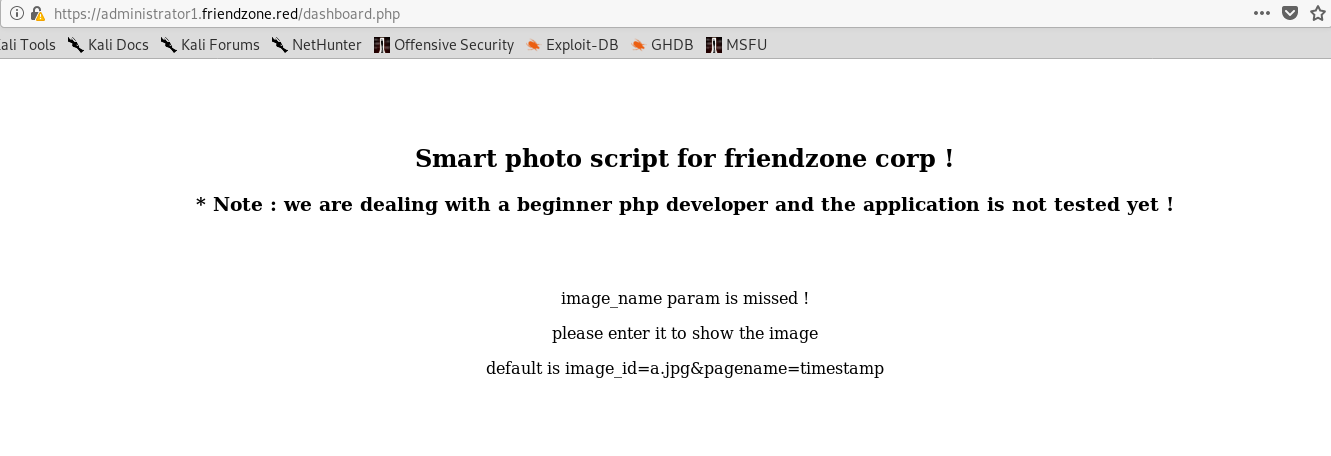 https://administrator1.friendzone.red/dashboard.php
ali Tools Kali Docs Kali Forums NetHunter Offensive Security Exploit-DB GHDB MSFU
Smart photo script for friendzone corp !
* Note : we are dealing with a beginner php developer and the application is not tested yet !
image_name param is missed !
please enter it to show the image
default is image_id=a.jpg&pagename=timestamp